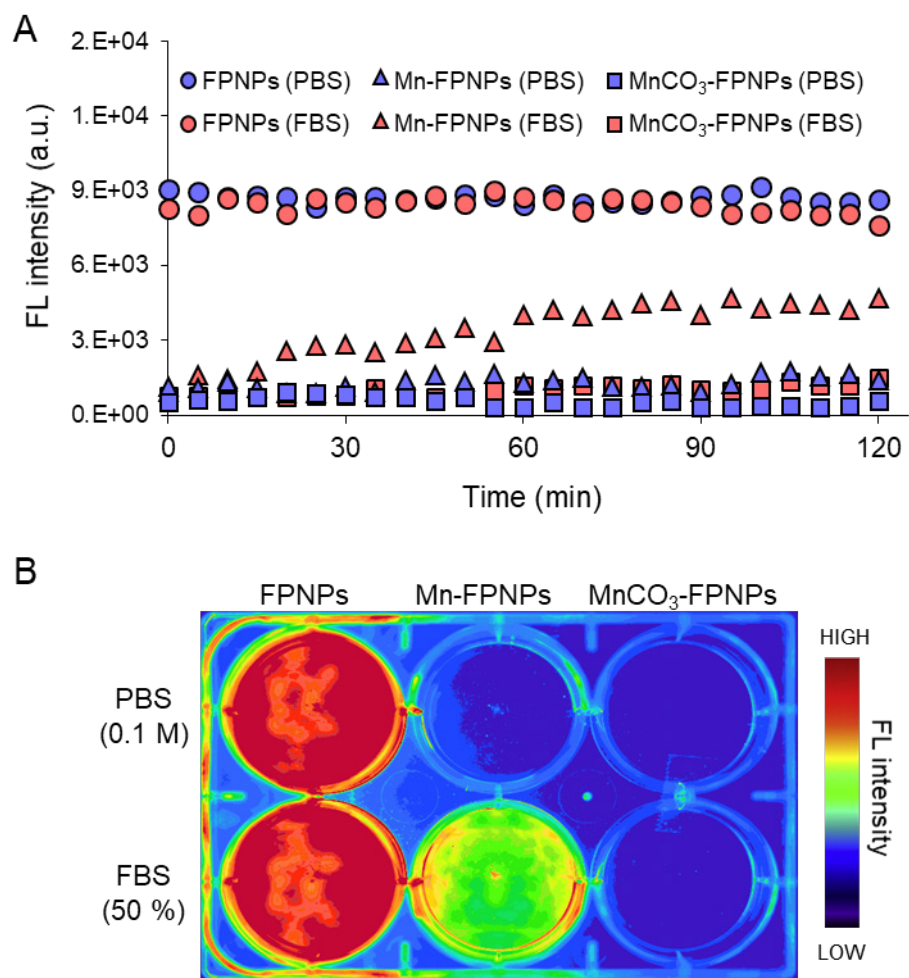 A
2.E+04
FPNPs (PBS) Mn-FPNPs (PBS) MnCO₃-FPNPs (PBS)
1.E+04
FPNPs (FBS) Mn-FPNPs (FBS) MnCO₃-FPNPs (FBS)
9.E+03
6.E+03
3.E+03
0.E+00
FL intensity (a.u.)
0 30 60 90 120
Time (min)
B
FPNPs Mn-FPNPs MnCO₃-FPNPs
PBS
(0.1 M)
FBS
(50 %)
HIGH
FL intensity
LOW